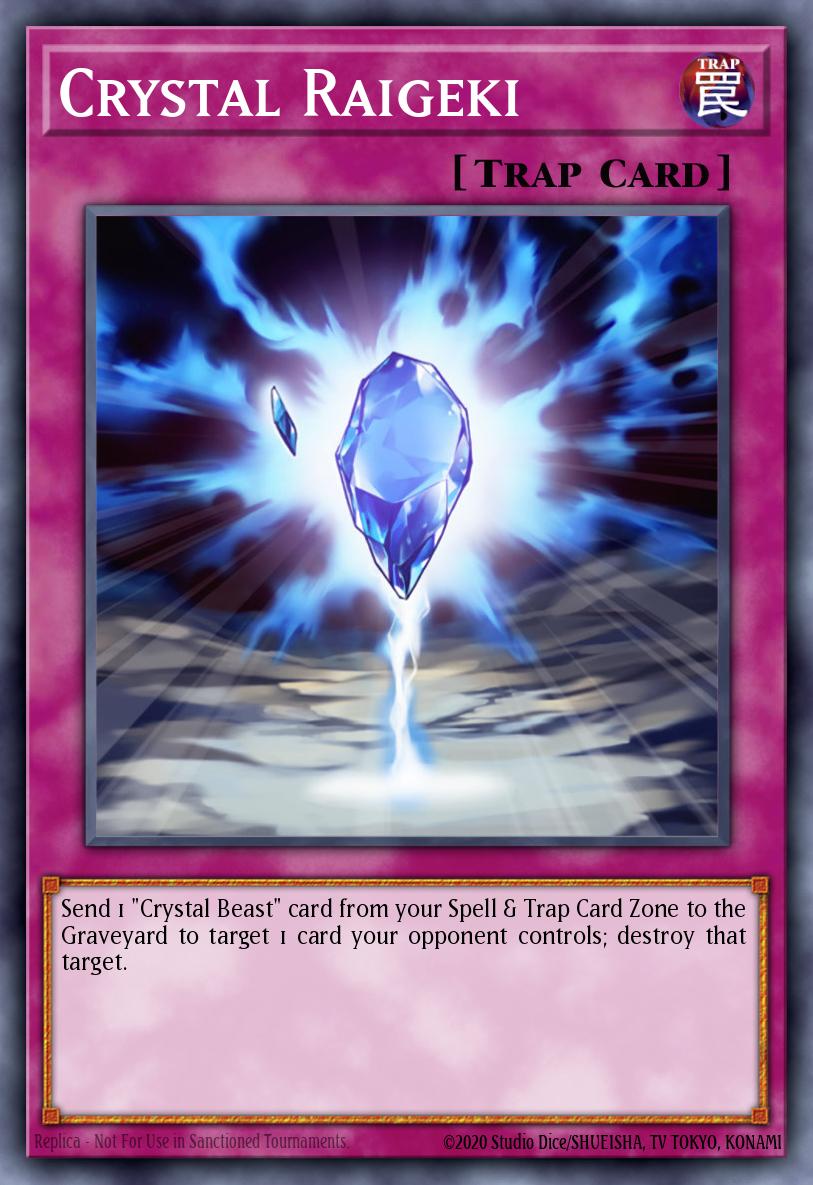 Crystal Raigeki
TRAP
罠
[Trap Card]
Send 1 "Crystal Beast" card from your Spell & Trap Card Zone to the
Graveyard to target 1 card your opponent controls; destroy that
target.
Replica - Not For Use in Sanctioned Tournaments.
©2020 Studio Dice/SHUEISHA, TV TOKYO, KONAMI